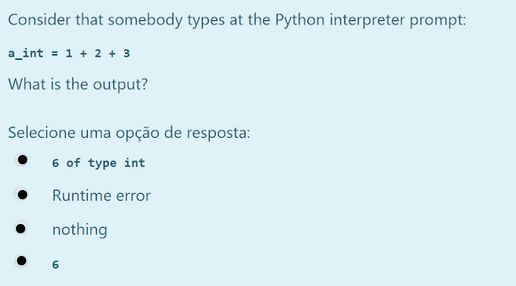 Consider that somebody types at the Python interpreter prompt:
a_int = 1 + 2 + 3
What is the output?
Selecione uma opção de resposta:
6 of type int
Runtime error
nothing
6